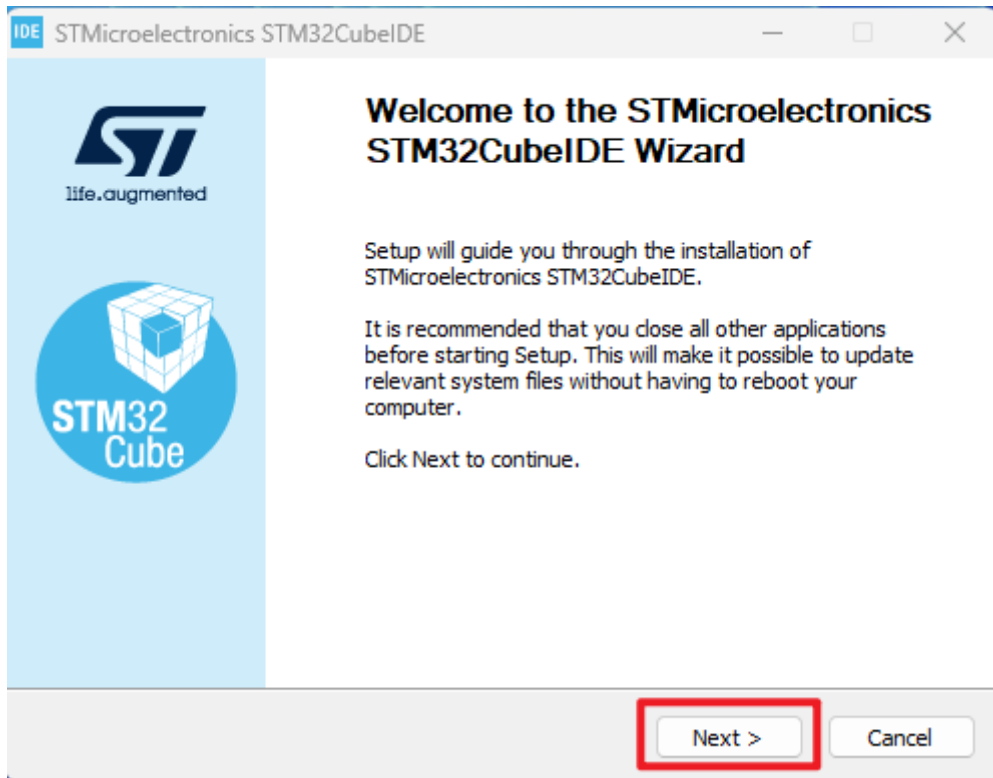 IDE STMicroelectronics STM32CubeIDE
ST
life.augmented
STM32
Cube
Welcome to the STMicroelectronics
STM32CubeIDE Wizard
Setup will guide you through the installation of
STMicroelectronics STM32CubeIDE.
It is recommended that you close all other applications
before starting Setup. This will make it possible to update
relevant system files without having to reboot your
computer.
Click Next to continue.
Next > Cancel